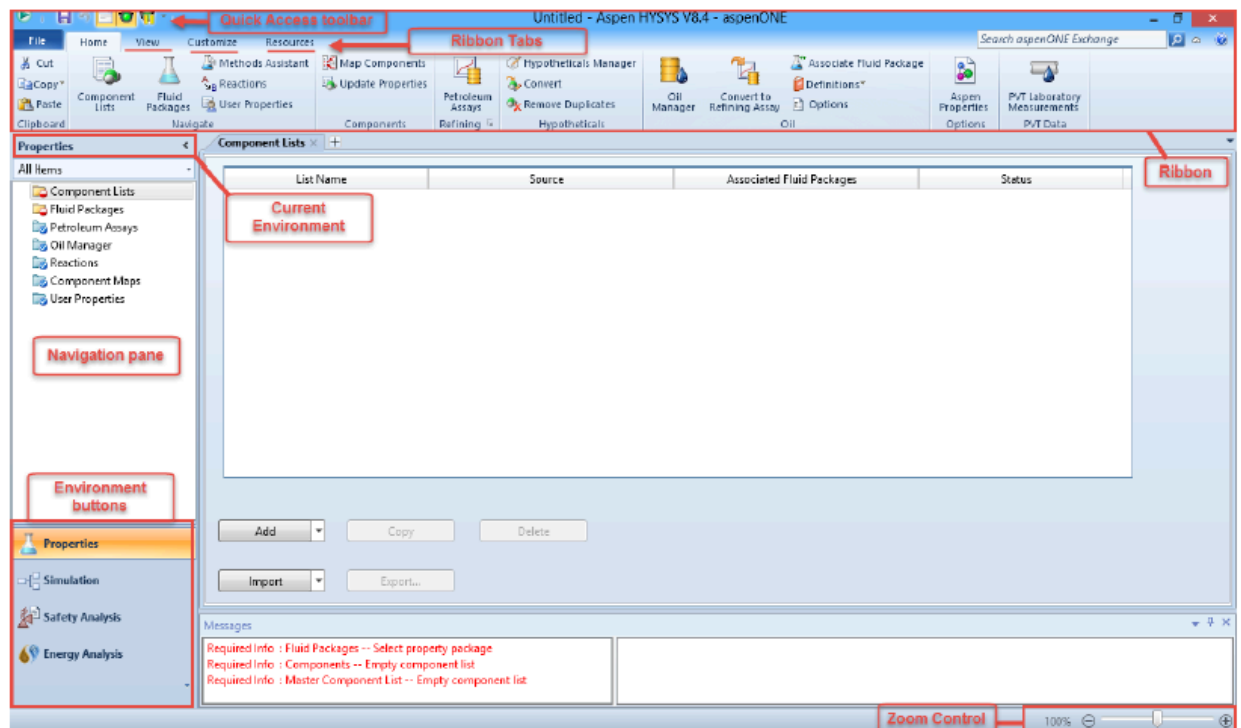 Untitled - Aspen HYSYS V8.4 - aspenONE
Quick Access toolbar
File Home View Customize Resources
Ribbon Tabs
Search aspenONE Exchange
Cut
Copy
Paste
Clipboard
Component Lists
Fluid Packages
Methods Assistant
Reactions
User Properties
Navigate
Map Components
Update Properties
Components
Petroleum Assays
Refining
Hypotheticals Manager
Convert
Remove Duplicates
Hypotheticals
Oil Manager
Convert to Refining Assay
Associate Fluid Package
Definitions
Options
Oil
Aspen Properties
Options
PVT Laboratory Measurements
PVT Data
Ribbon
Properties
All Items
Component Lists
Fluid Packages
Petroleum Assays
Oil Manager
Reactions
Component Maps
User Properties
Navigation pane
Environment
buttons
Properties
Simulation
Safety Analysis
Energy Analysis
Component Lists
List Name Source Associated Fluid Packages Status
Current
Environment
Add Copy Delete
Import Export...
Messages
Required Info : Fluid Packages -- Select property package
Required Info : Components -- Empty component list
Required Info : Master Component List -- Empty component list
Zoom Control
100%